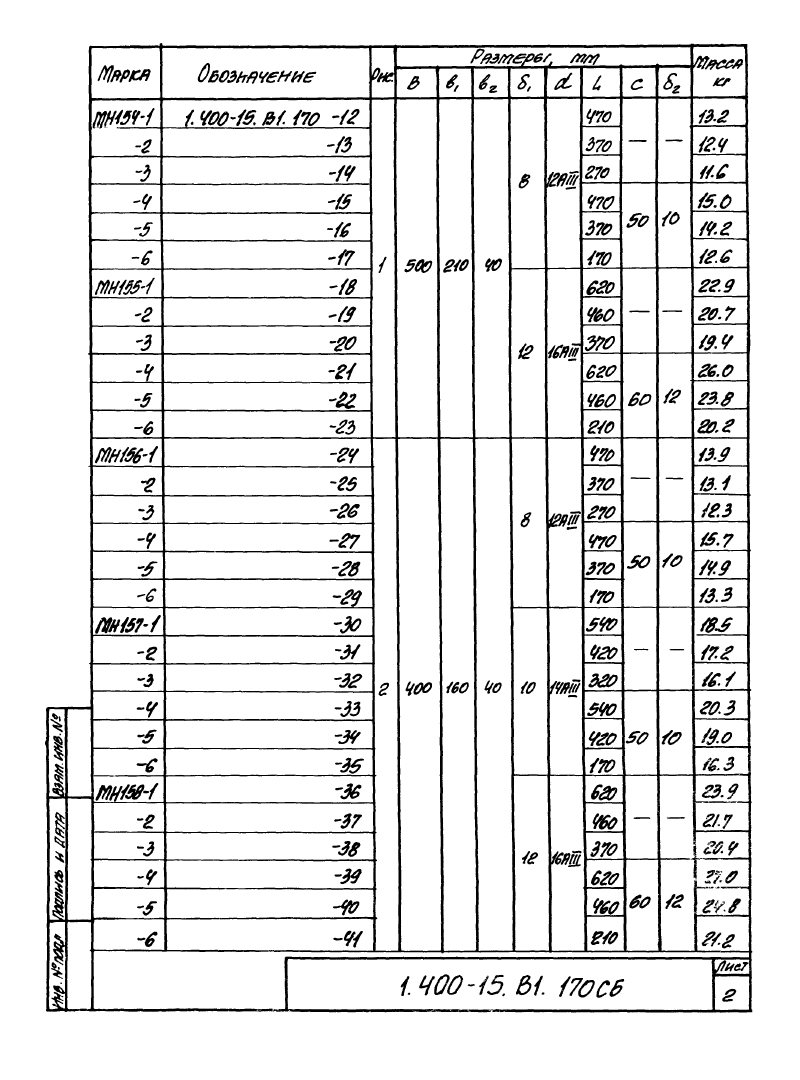 Марка Обозначение Рис. Размеры, мм Масса кг
В в₁ в₂ δ₁ d L С δ₂
МН154-1 1.400-15. В1. 170 -12 1 500 210 40 8 12АIII 470 — — 13.2
-2 -13 370 12.4
-3 -14 270 11.6
-4 -15 470 50 10 15.0
-5 -16 370 14.2
-6 -17 170 12.6
МН155-1 -18 12 16АIII 620 — — 22.9
-2 -19 460 20.7
-3 -20 370 19.4
-4 -21 620 60 12 26.0
-5 -22 460 23.8
-6 -23 210 20.2
МН156-1 -24 2 400 160 40 8 12АIII 470 — — 13.9
-2 -25 370 13.1
-3 -26 270 12.3
-4 -27 470 50 10 15.7
-5 -28 370 14.9
-6 -29 170 13.3
МН157-1 -30 10 14АIII 540 — — 18.5
-2 -31 420 17.2
-3 -32 320 16.1
-4 -33 540 50 10 20.3
-5 -34 420 19.0
-6 -35 170 16.3
МН158-1 -36 12 16АIII 620 — — 23.9
-2 -37 460 21.7
-3 -38 370 20.4
-4 -39 620 60 12 27.0
-5 -40 460 24.8
-6 -41 210 21.2
Взам. инв. №
Подпись и дата
Инв. № подл
1.400-15. В1. 170СБ
Лист
2